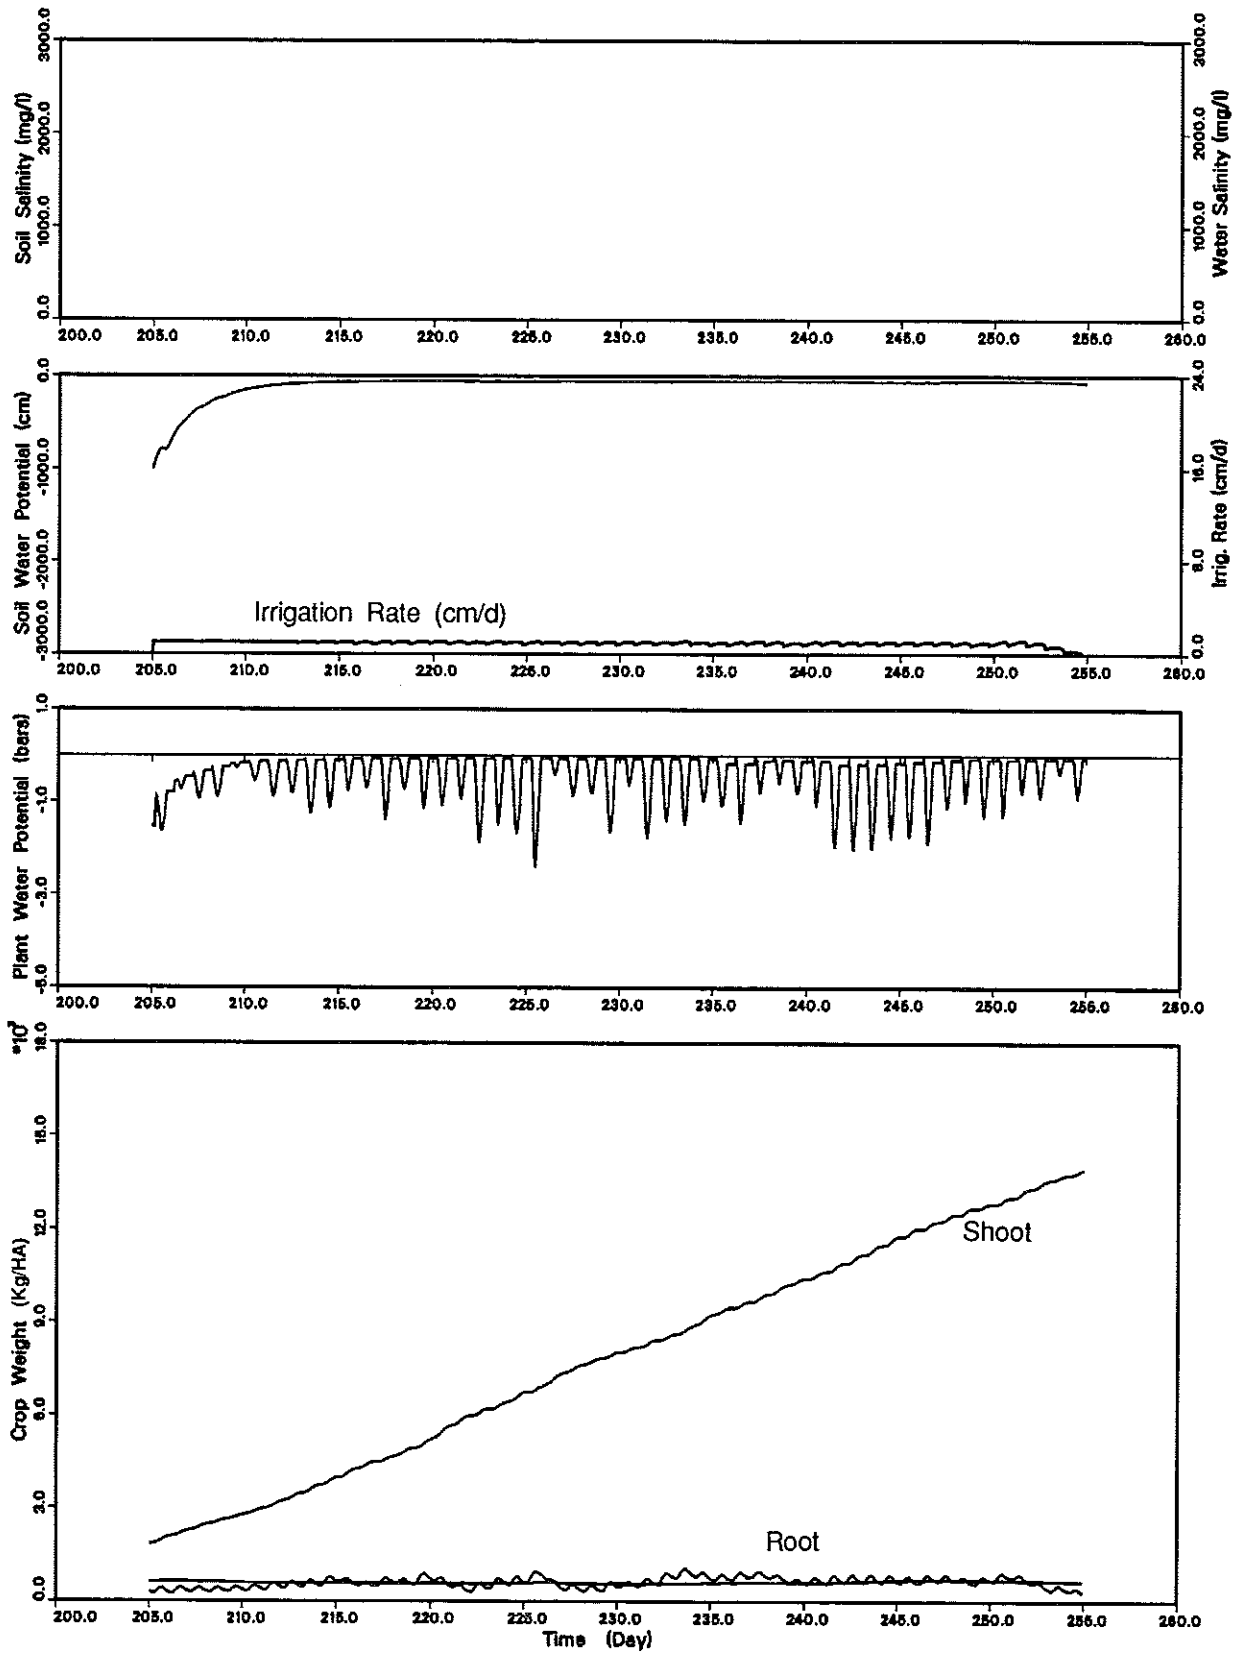 3000.0
2000.0
1000.0
0.0
Soil Salinity (mg/l)
3000.0
2000.0
1000.0
0.0
Water Salinity (mg/l)
200.0 205.0 210.0 215.0 220.0 225.0 230.0 235.0 240.0 245.0 250.0 255.0 260.0
0.0
-1000.0
-2000.0
-3000.0
Soil Water Potential (cm)
24.0
16.0
8.0
0.0
Irrig. Rate (cm/d)
Irrigation Rate (cm/d)
200.0 205.0 210.0 215.0 220.0 225.0 230.0 235.0 240.0 245.0 250.0 255.0 260.0
1.0
-1.0
-3.0
-5.0
Plant Water Potential (bars)
200.0 205.0 210.0 215.0 220.0 225.0 230.0 235.0 240.0 245.0 250.0 255.0 260.0
*10³
18.0
15.0
12.0
9.0
6.0
3.0
0.0
Crop Weight (Kg/HA)
Shoot
Root
200.0 205.0 210.0 215.0 220.0 225.0 230.0 235.0 240.0 245.0 250.0 255.0 260.0
Time (Day)